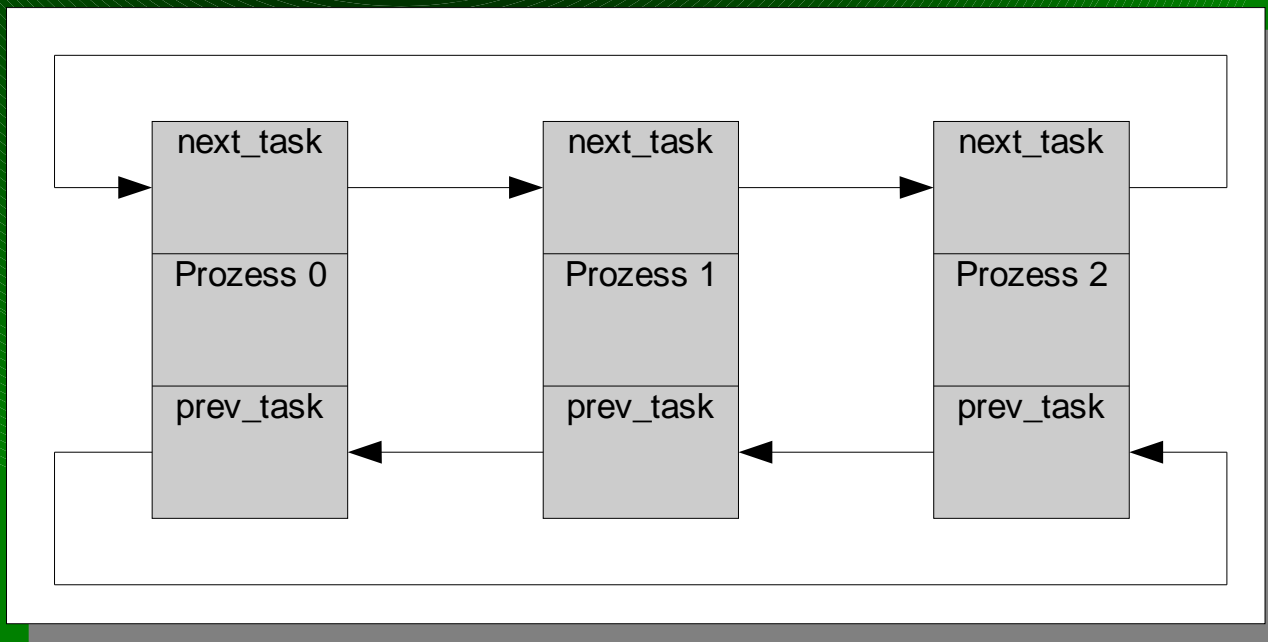 next_task
next_task
next_task
Prozess 0
Prozess 1
Prozess 2
prev_task
prev_task
prev_task